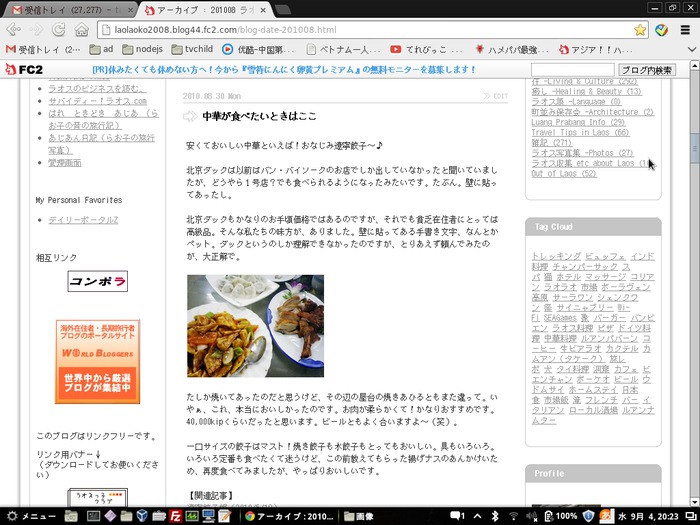 受信トレイ (27,277) - t
アーカイブ : 201008 ラオ
laolaoko2008.blog44.fc2.com/blog-date-201008.html
受信トレイ (2... ad nodejs tvchild 优酷-中国第... ベトナム一人... てれびっこ ハメパパ最強... アジア！！ハ...
FC2
[PR]休みたくても休めない方へ！今から『雪待にんにく卵黄プレミアム』の無料モニターを募集します！
ブログ内検索
ラオスのビジネスを読む。
サバイディー！ラオス.com
はれ ときどき あじあ （らお子の昔の旅行記）
あじあん日記（らお子の旅行写真）
管理画面
My Personal Favorites
デイリーポータルZ
相互リンク
コンポラ
海外在住者・長期旅行者
ブログのポータルサイト
WORLD BLOGGERS
世界中から厳選
ブログが集結中
このブログはリンクフリーです。
リンク用バナー↓
（ダウンロードしてお使いください）
ラオスっ子
クラブ
2010.08.30 Mon
EDIT
中華が食べたいときはここ
安くておいしい中華といえば！おなじみ遼寧餃子～♪
北京ダックは以前はバン・バイソークのお店でしか出していなかったと聞いていましたが、どうやら１号店？でも食べられるようになったみたいです。たぶん。壁に貼ってあったし。
北京ダックもかなりのお手頃価格ではあるのですが、それでも貧乏在住者にとっては高級品。そんな私たちの味方が、ありました。壁に貼ってある手書き文字、なんとかペット。ダックというのしか理解できなかったのですが、とりあえず頼んでみたのが、大正解で。
たしか焼いてあったのだと思うけど、その辺の屋台の焼きあひるともまた違って。いやぁ、これ、本当においしかったのです。お肉が柔らかくて！かなりおすすめです。40,000kipくらいだったと思います。ビールともよく合いますよ～（笑）。
一口サイズの餃子はマスト！焼き餃子も水餃子もとってもおいしい。具もいろいろ。いろいろ定番も食べたくて迷うけど、この前教えてもらった揚げナスのあんかけいため、再度食べてみましたが、やっぱりおいしいです。
【関連記事】
住 -Living & Culture (292)
癒し -Healing & Beauty (13)
ラオス語 -Language (0)
町並み保存会 -Architecture (2)
Luang Prabang Info (29)
Travel Tips in Laos (66)
雑記 (271)
ラオス写真集 -Photos (27)
ラオス収集 etc about Laos (1
Out of Laos (52)
Tag Cloud
トレッキング ビュッフェ インド
料理 チャンパーサック ス
パ 猫 ホテル マッサージ コリア
ン ラオラオ 市場 ボーラヴェン
高原 サーラワン シェンクワ
ン 塔 サイニャブリー Wi-
Fi SEAGames 象 バーガー バンビ
エン ラオス料理 ピザ ドイツ料
理 中華料理 ルアンパバーン コ
ーヒー 生ビアラオ カクテル カ
ムアン（タケーク） 旅レ
ポ 犬 タイ料理 洞窟 カフェ ビ
エンチャン ボーケオ ビール ウ
ドムサイ ホームステイ 日本
食 市場飯 滝 フレンチ バー イ
タリアン ローカル酒場 ルアンナ
ムター
Profile
メニュー
アーカイブ : 2010...
画像
1
100%
水 9月 4, 20:23